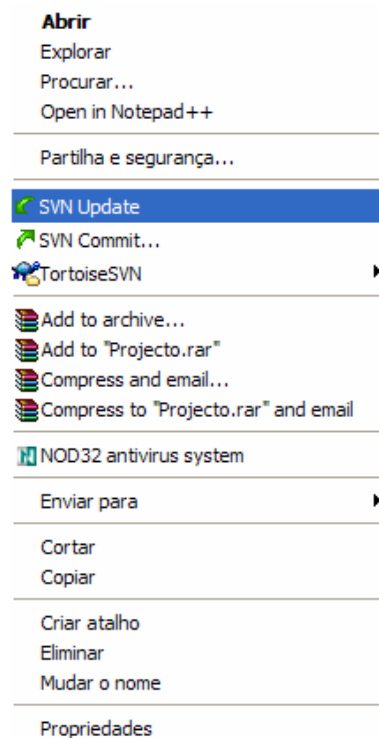 Abrir
Explorar
Procurar...
Open in Notepad++
Partilha e segurança...
SVN Update
SVN Commit...
TortoiseSVN
Add to archive...
Add to "Projecto.rar"
Compress and email...
Compress to "Projecto.rar" and email
NOD32 antivirus system
Enviar para
Cortar
Copiar
Criar atalho
Eliminar
Mudar o nome
Propriedades